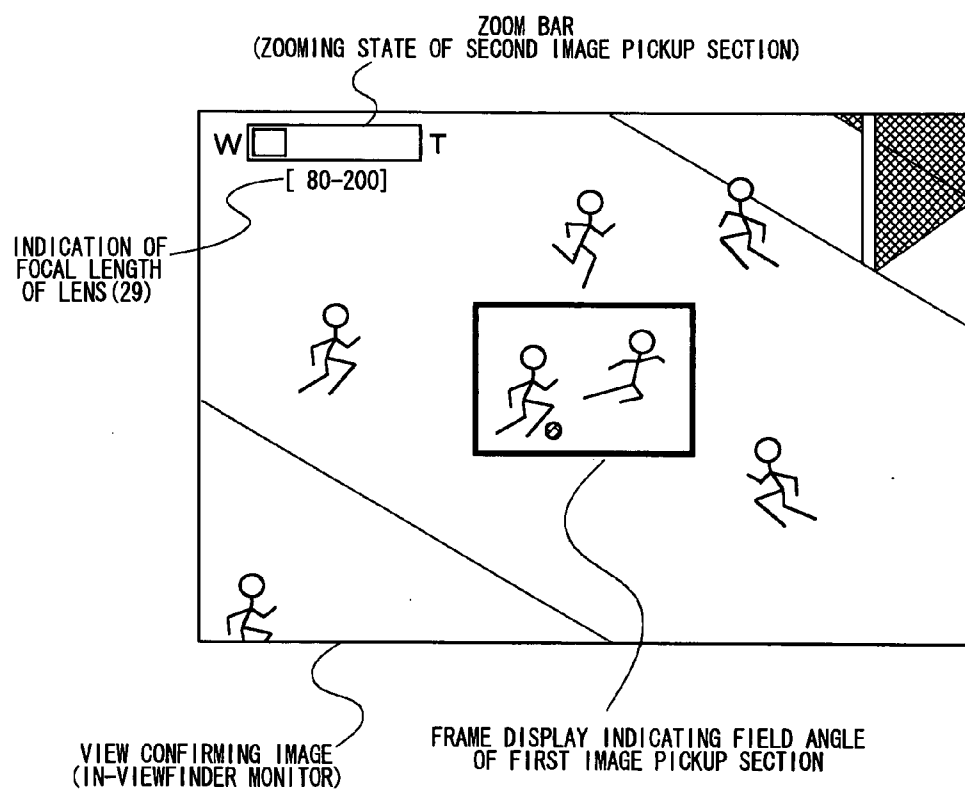 ZOOM BAR
(ZOOMING STATE OF SECOND IMAGE PICKUP SECTION)
W T
[ 80-200]
INDICATION OF
FOCAL LENGTH
OF LENS(29)
FRAME DISPLAY INDICATING FIELD ANGLE
OF FIRST IMAGE PICKUP SECTION
VIEW CONFIRMING IMAGE
(IN-VIEWFINDER MONITOR)